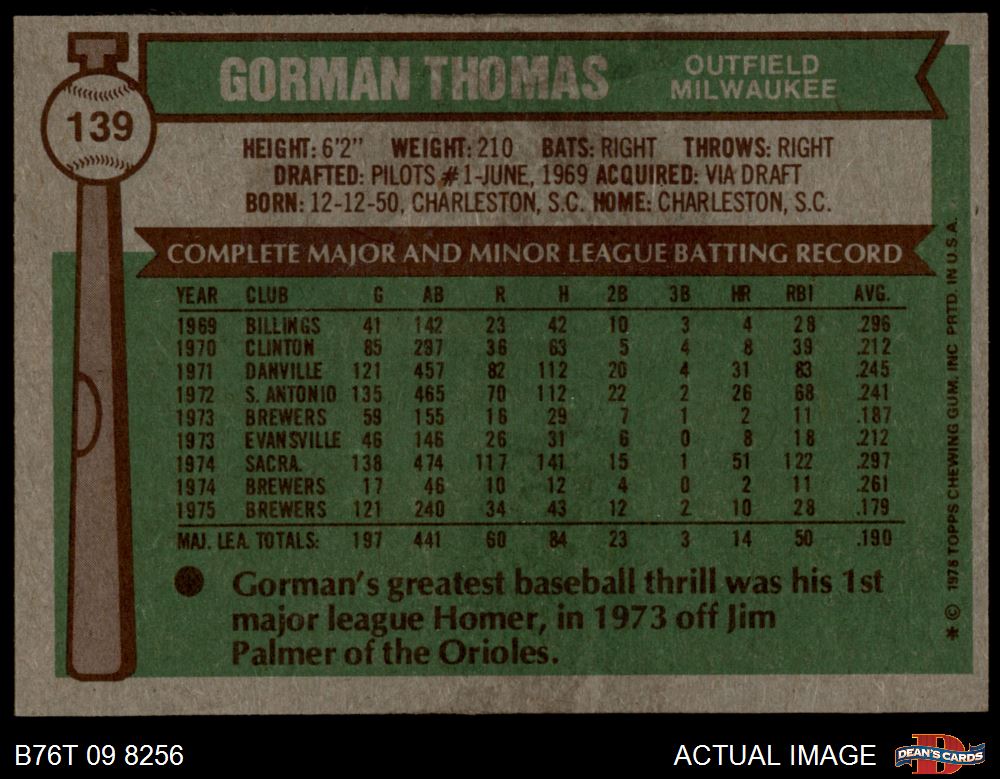 139
GORMAN THOMAS
OUTFIELD
MILWAUKEE
HEIGHT: 6'2" WEIGHT: 210 BATS: RIGHT THROWS: RIGHT
DRAFTED: PILOTS #1-JUNE, 1969 ACQUIRED: VIA DRAFT
BORN: 12-12-50, CHARLESTON, S.C. HOME: CHARLESTON, S.C.
COMPLETE MAJOR AND MINOR LEAGUE BATTING RECORD
YEAR CLUB G AB R H 2B 3B HR RBI AVG.
1969 BILLINGS 41 142 23 42 10 3 4 28 .296
1970 CLINTON 85 297 36 63 5 4 8 39 .212
1971 DANVILLE 121 457 82 112 20 4 31 83 .245
1972 S. ANTONIO 135 465 70 112 22 2 26 68 .241
1973 BREWERS 59 155 16 29 7 1 2 11 .187
1973 EVANSVILLE 46 146 26 31 6 0 8 18 .212
1974 SACRA. 138 474 117 141 15 1 51 122 .297
1974 BREWERS 17 46 10 12 4 0 2 11 .261
1975 BREWERS 121 240 34 43 12 2 10 28 .179
MAJ. LEA. TOTALS: 197 441 60 84 23 3 14 50 .190
Gorman's greatest baseball thrill was his 1st
major league Homer, in 1973 off Jim
Palmer of the Orioles.
* © 1976 TOPPS CHEWING GUM, INC PRTD. IN U.S.A.
B76T 09 8256
ACTUAL IMAGE
D
DEAN'S CARDS